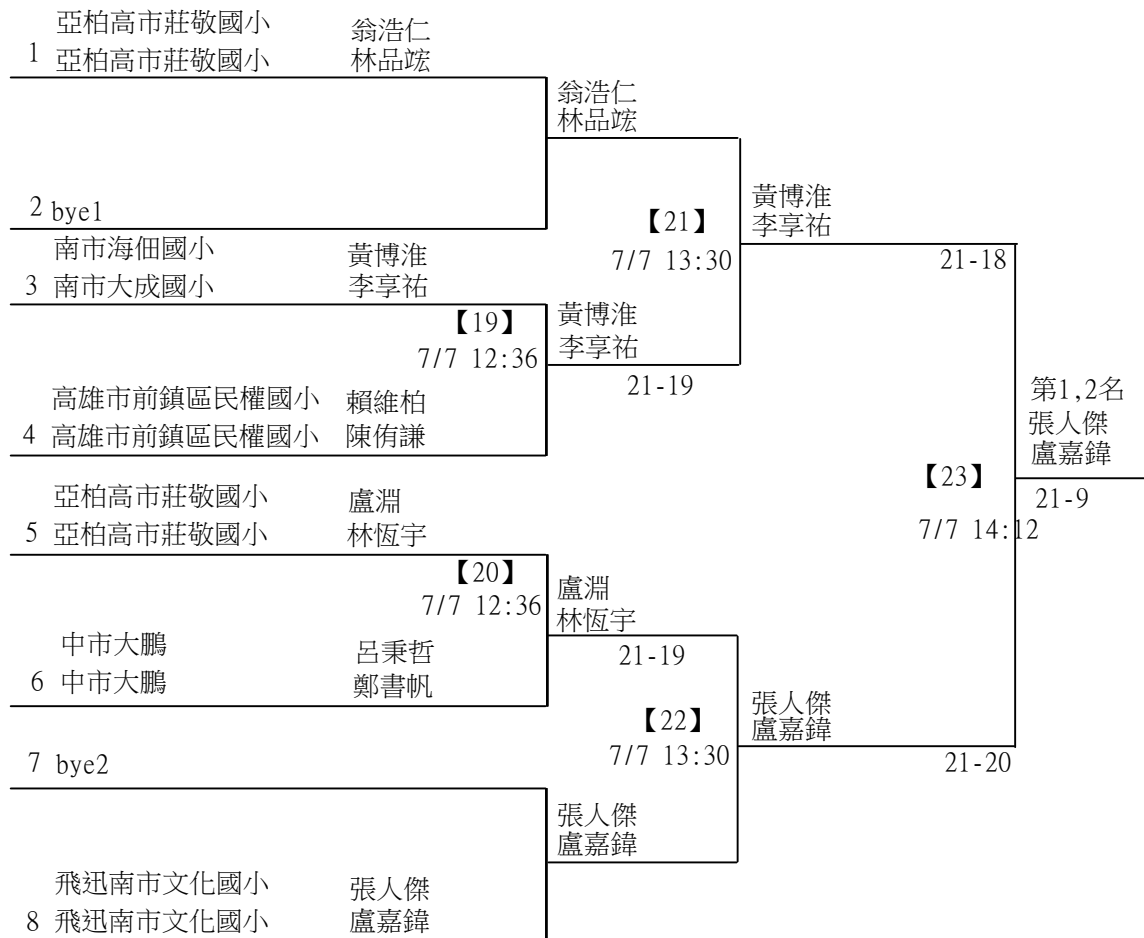 亞柏高市莊敬國小 翁浩仁
1 亞柏高市莊敬國小 林品竤
翁浩仁
林品竤
2 bye1
【21】
7/7 13:30
黃博淮
李享祐
21-18
南市海佃國小 黃博淮
3 南市大成國小 李享祐
【19】
7/7 12:36
黃博淮
李享祐
21-19
高雄市前鎮區民權國小 賴維柏
4 高雄市前鎮區民權國小 陳侑謙
第1,2名
張人傑
盧嘉鍏
21-9
【23】
7/7 14:12
亞柏高市莊敬國小 盧淵
5 亞柏高市莊敬國小 林恆宇
【20】
7/7 12:36
盧淵
林恆宇
21-19
中市大鵬 呂秉哲
6 中市大鵬 鄭書帆
【22】
7/7 13:30
張人傑
盧嘉鍏
21-20
7 bye2
張人傑
盧嘉鍏
飛迅南市文化國小 張人傑
8 飛迅南市文化國小 盧嘉鍏